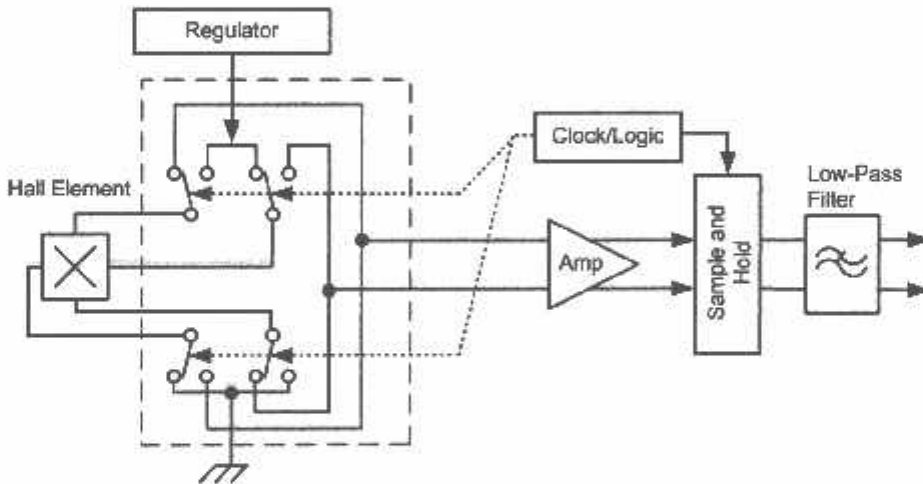 Regulator
Clock/Logic
Hall Element
Low-Pass
Filter
Amp
Sample and
Hold